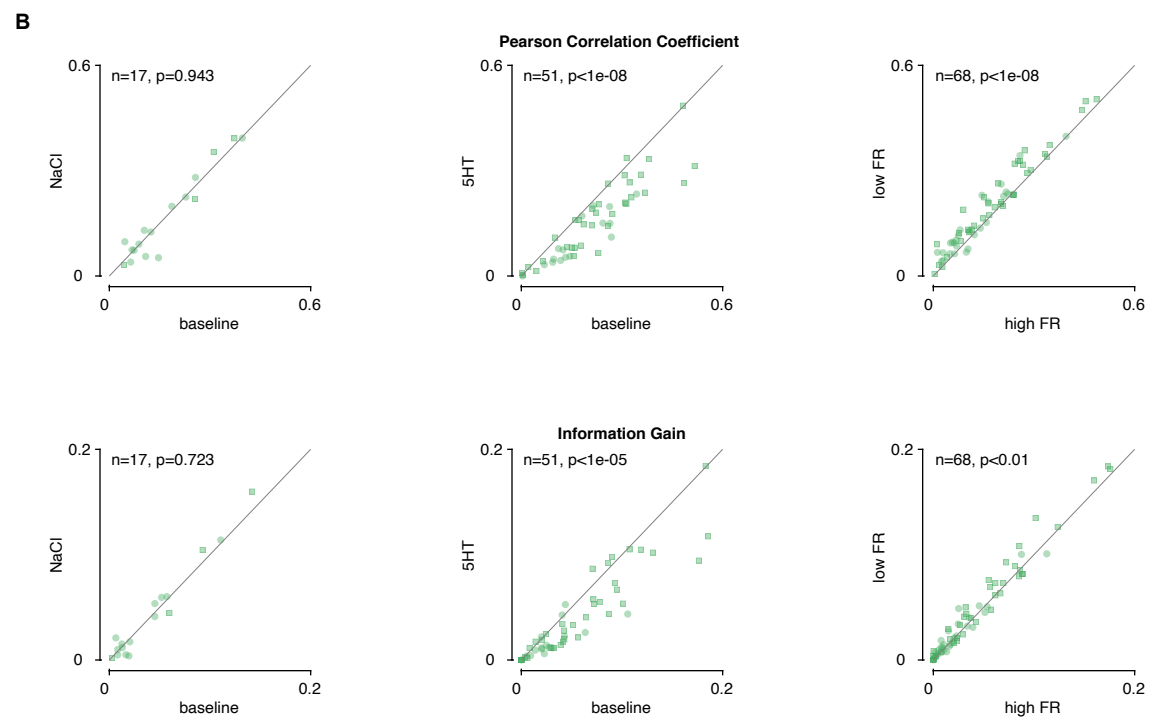 B
Pearson Correlation Coefficient
0.6
n=17, p=0.943
NaCl
0
0
0.6
baseline
0.6
n=51, p<1e-08
5HT
0
0
0.6
baseline
0.6
n=68, p<1e-08
low FR
0
0
0.6
high FR
Information Gain
0.2
n=17, p=0.723
NaCl
0
0
0.2
baseline
0.2
n=51, p<1e-05
5HT
0
0
0.2
baseline
0.2
n=68, p<0.01
low FR
0
0
0.2
high FR